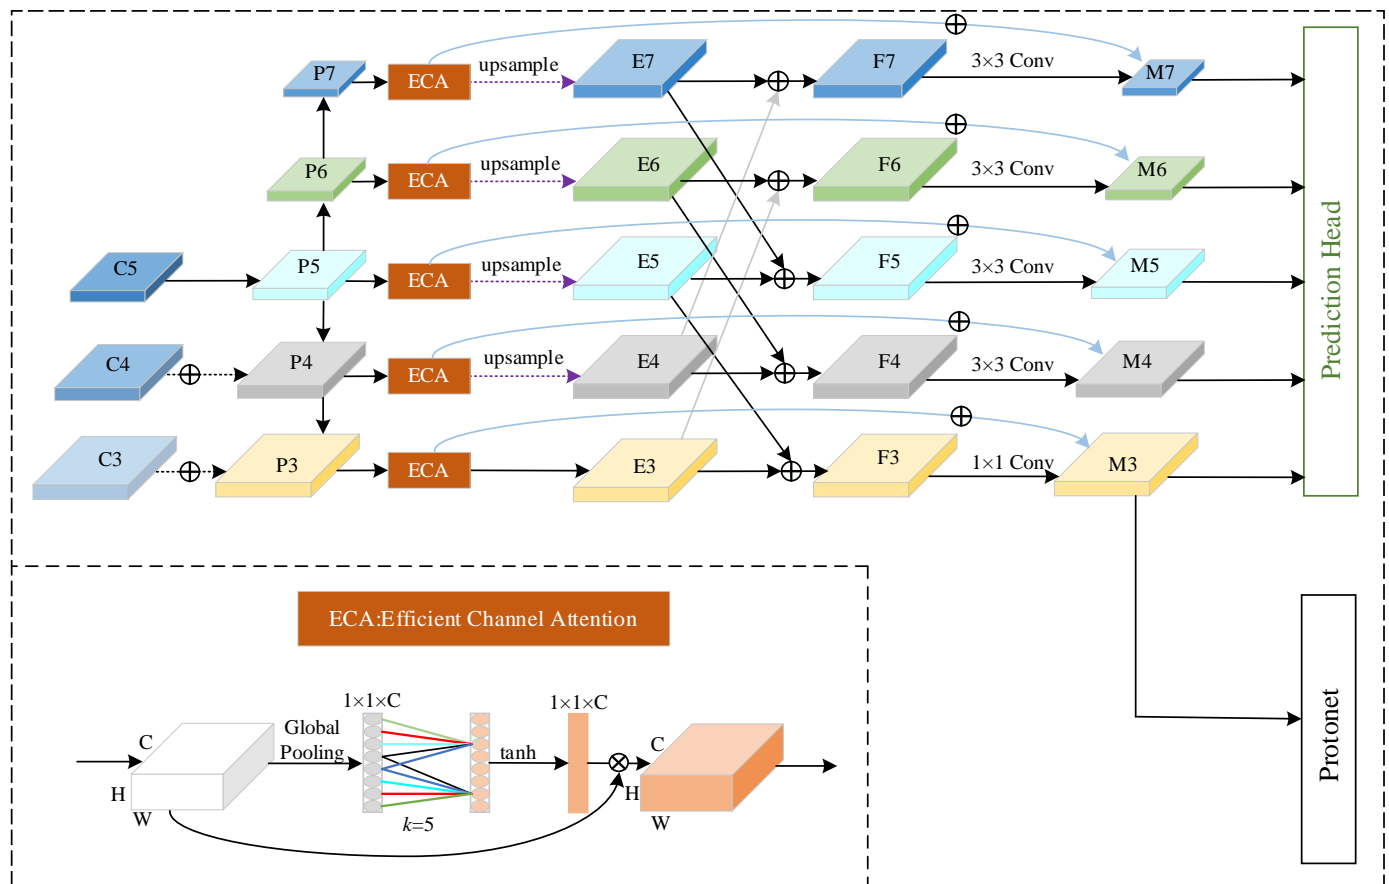 P7
ECA
upsample
E7
F7
3×3 Conv
M7
P6
ECA
upsample
E6
F6
3×3 Conv
M6
C5
P5
ECA
upsample
E5
F5
3×3 Conv
M5
C4
P4
ECA
upsample
E4
F4
3×3 Conv
M4
C3
P3
ECA
E3
F3
1×1 Conv
M3
Prediction Head
Protonet
ECA:Efficient Channel Attention
C
H
W
Global
Pooling
1×1×C
k=5
tanh
1×1×C
C
H
W